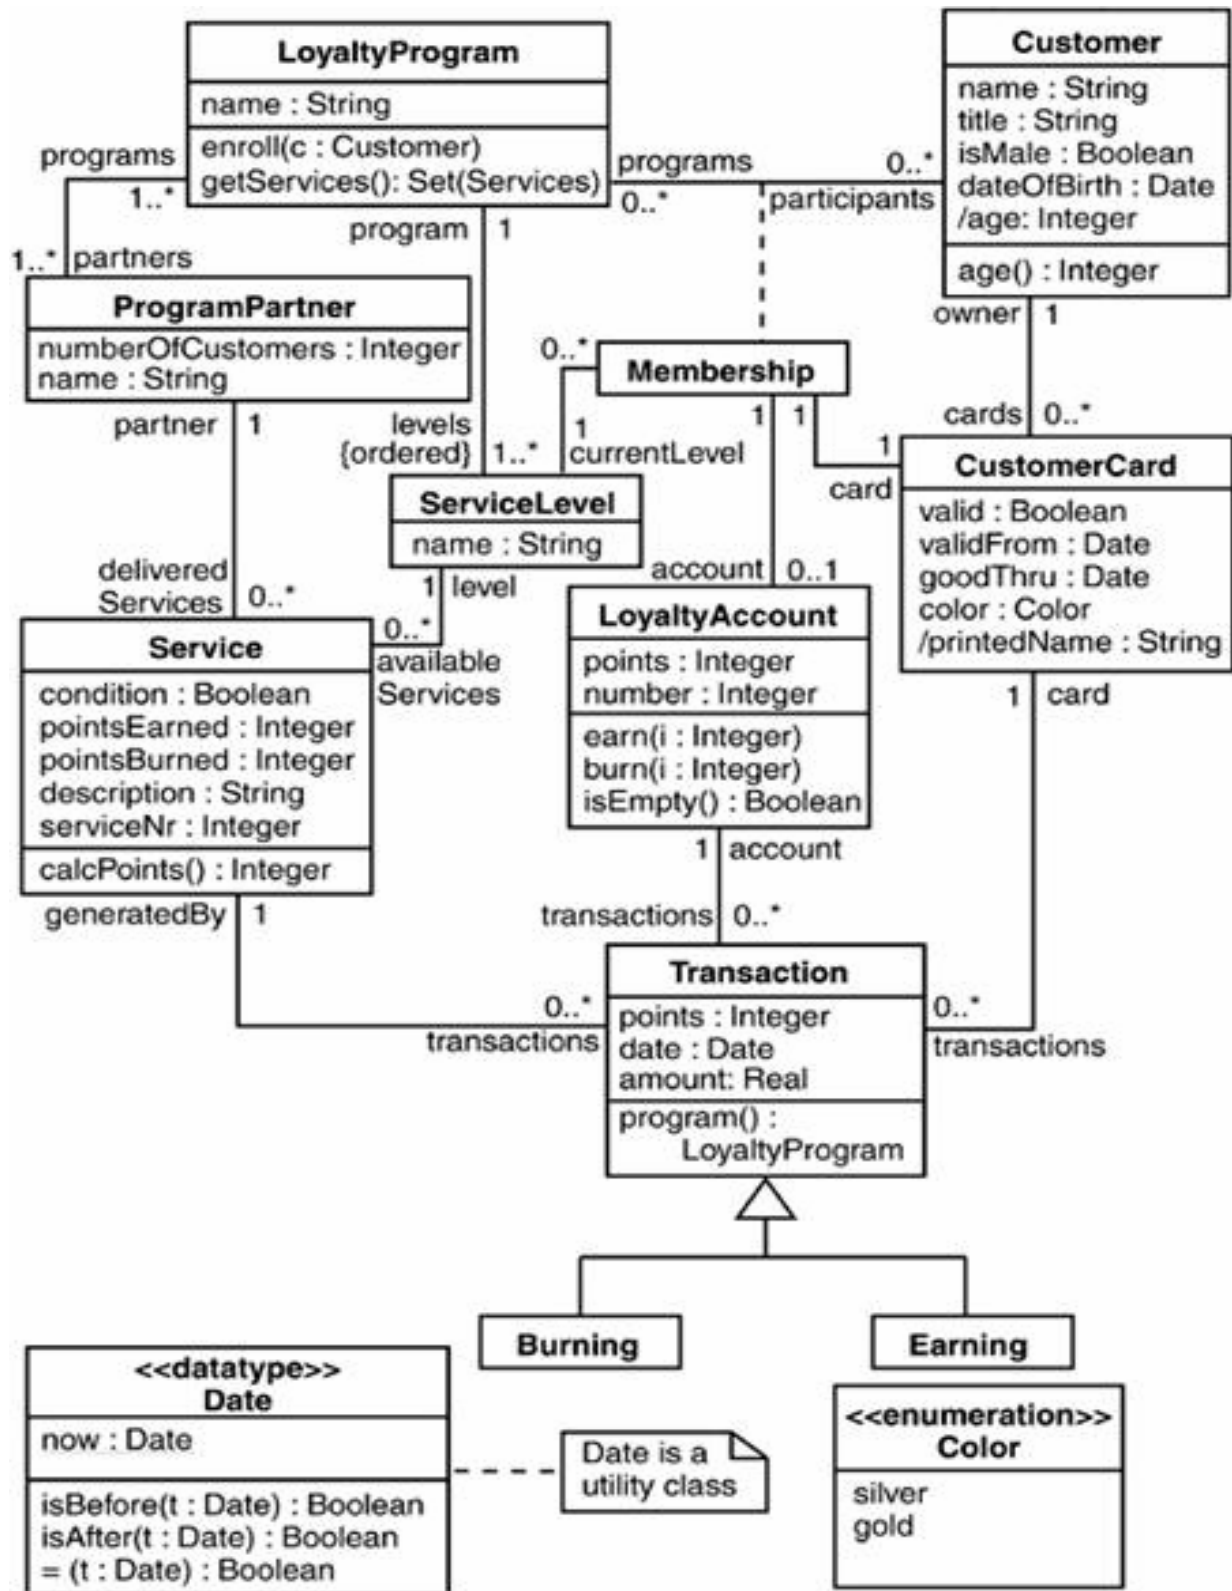 LoyaltyProgram
name : String
enroll(c : Customer)
getServices(): Set(Services)
Customer
name : String
title : String
isMale : Boolean
dateOfBirth : Date
/age: Integer
age() : Integer
programs
1..*
programs
0..*
0..*
participants
program
1
1..*
partners
owner
1
ProgramPartner
numberOfCustomers : Integer
name : String
0..*
Membership
partner
1
levels
{ordered}
1..*
1
currentLevel
1
1
1
card
cards
0..*
ServiceLevel
name : String
CustomerCard
valid : Boolean
validFrom : Date
goodThru : Date
color : Color
/printedName : String
delivered
Services
0..*
1
level
0..*
available
Services
account
0..1
Service
condition : Boolean
pointsEarned : Integer
pointsBurned : Integer
description : String
serviceNr : Integer
calcPoints() : Integer
LoyaltyAccount
points : Integer
number : Integer
earn(i : Integer)
burn(i : Integer)
isEmpty() : Boolean
1
card
generatedBy
1
1
account
transactions
0..*
0..*
transactions
Transaction
points : Integer
date : Date
amount: Real
program() :
LoyaltyProgram
0..*
transactions
Burning
Earning
<<datatype>>
Date
now : Date
isBefore(t : Date) : Boolean
isAfter(t : Date) : Boolean
= (t : Date) : Boolean
Date is a
utility class
<<enumeration>>
Color
silver
gold